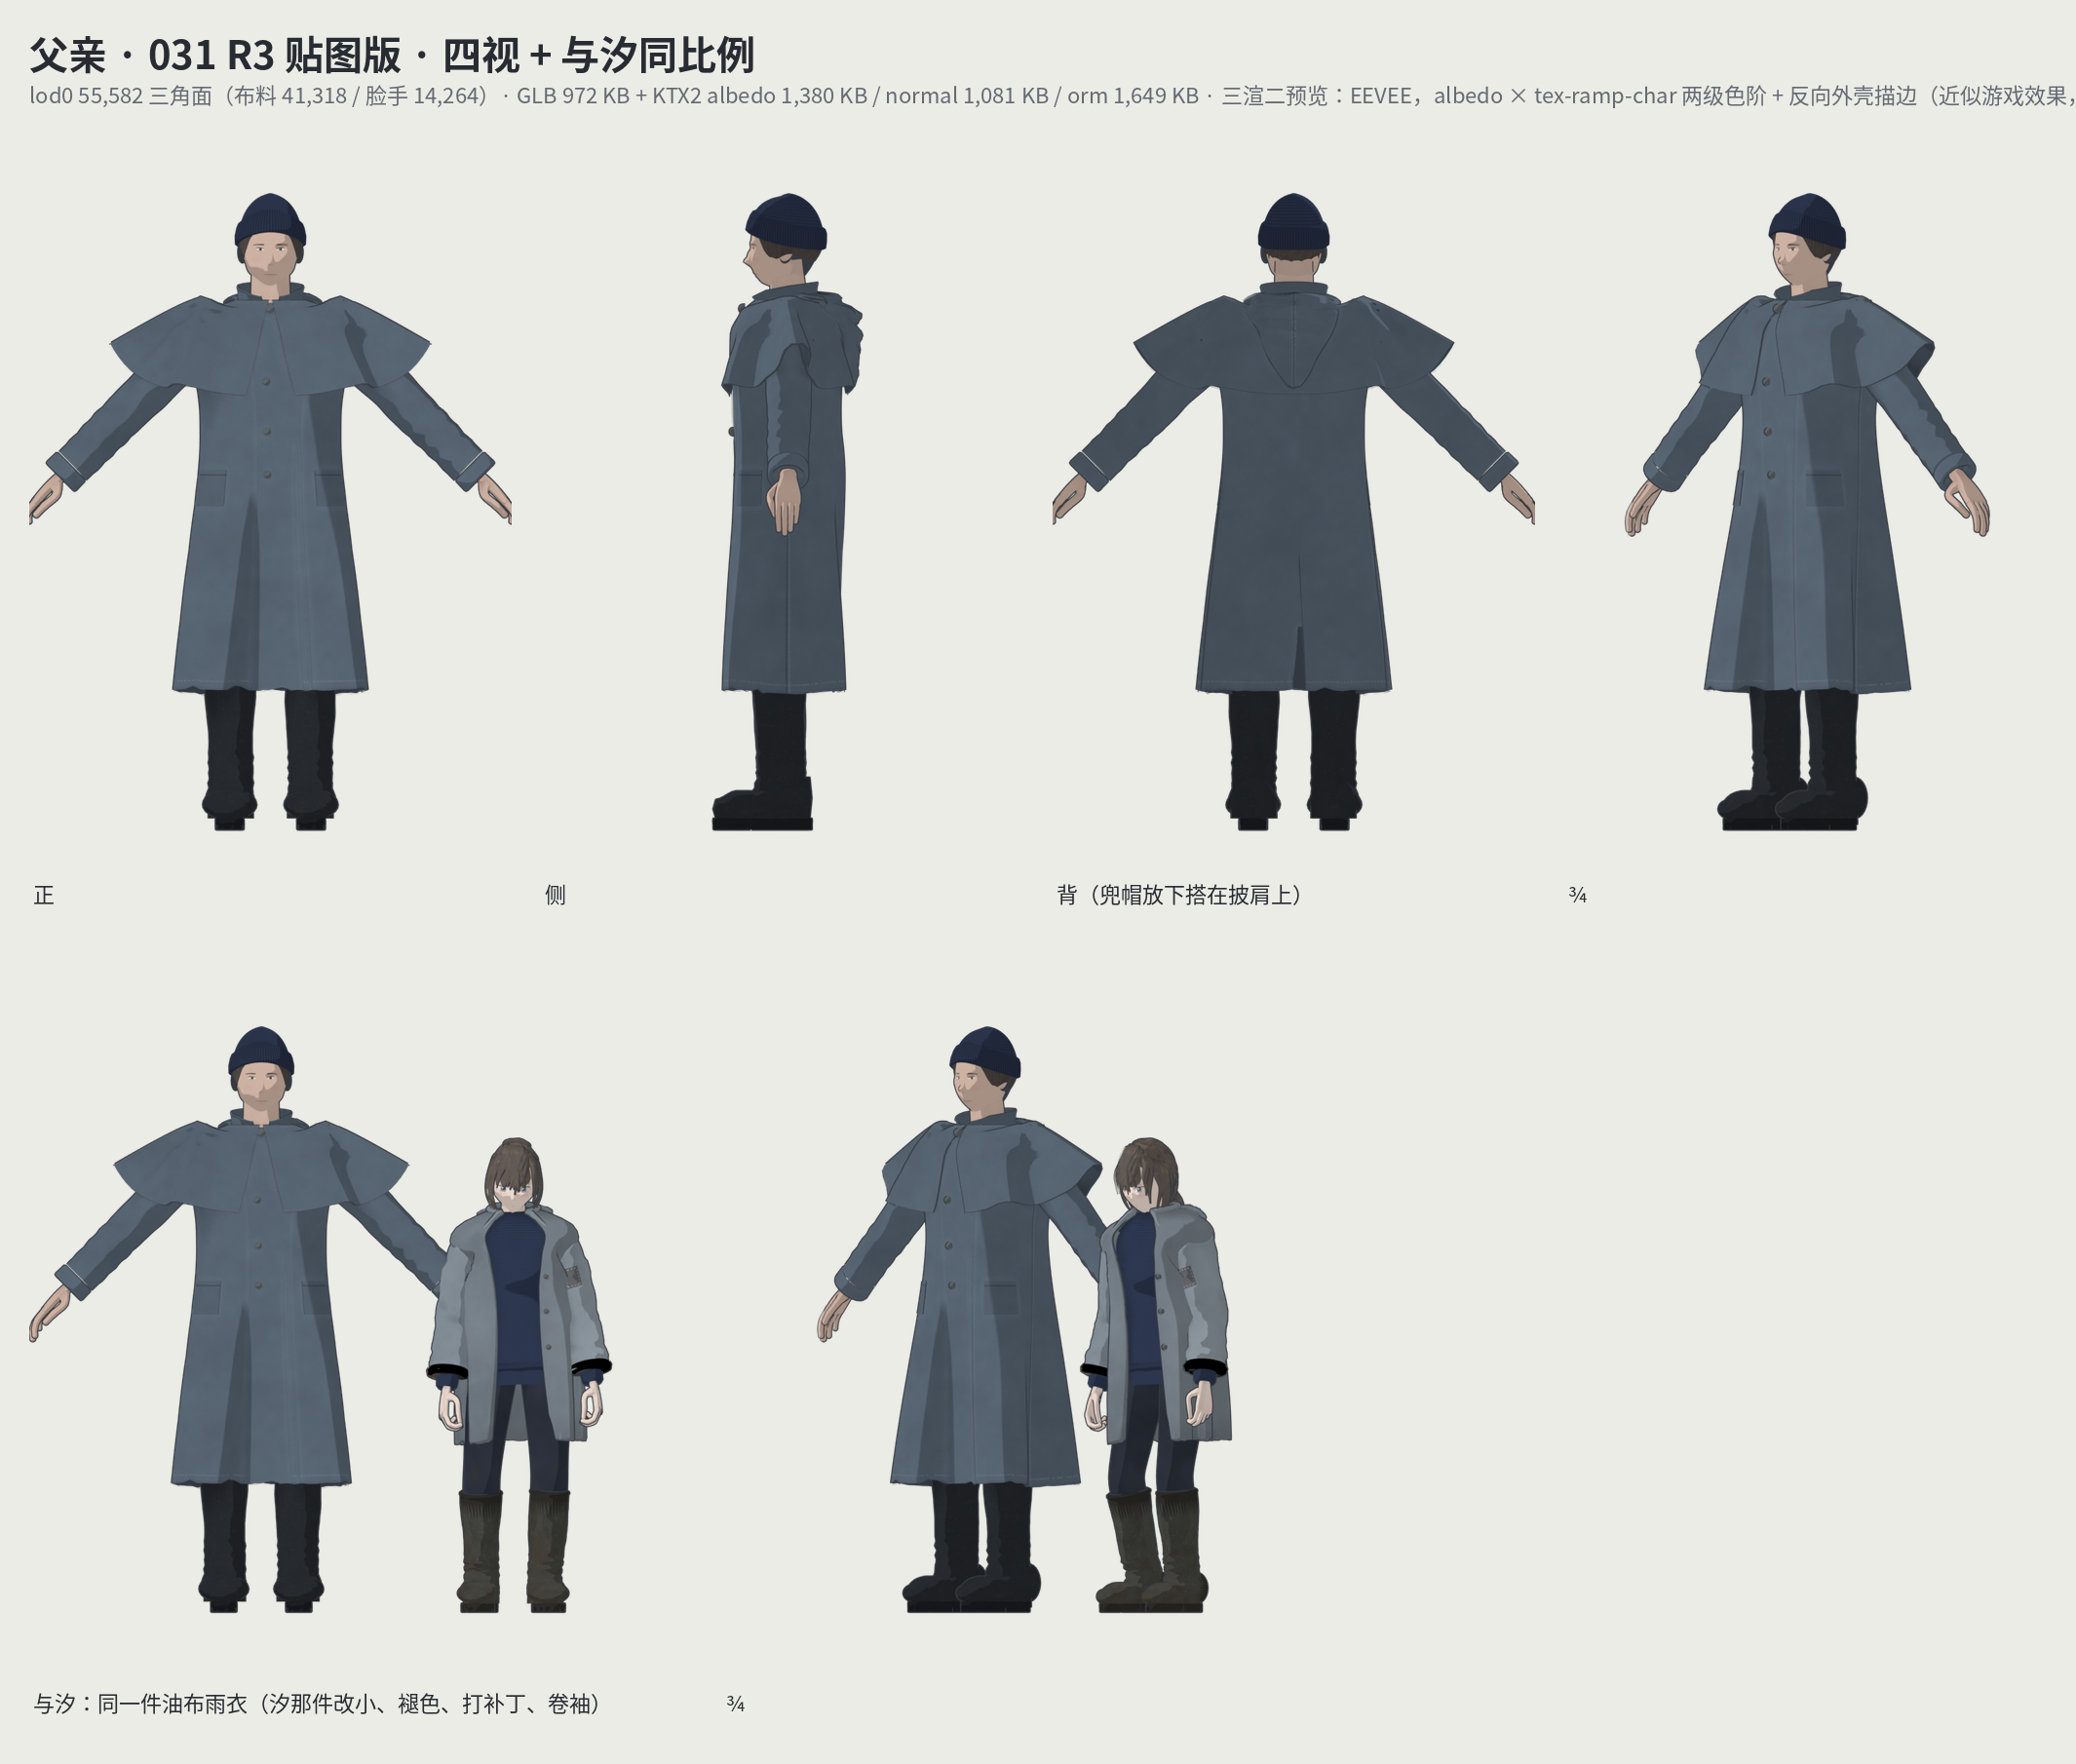 父亲 · 031 R3 贴图版 · 四视 + 与汐同比例
lod0 55,582 三角面（布料 41,318 / 脸手 14,264）· GLB 972 KB + KTX2 albedo 1,380 KB / normal 1,081 KB / orm 1,649 KB · 三渲二预览：EEVEE，albedo × tex-ramp-char 两级色阶 + 反向外壳描边（近似游戏效果，
正
侧
背（兜帽放下搭在披肩上）
¾
与汐：同一件油布雨衣（汐那件改小、褪色、打补丁、卷袖）
¾